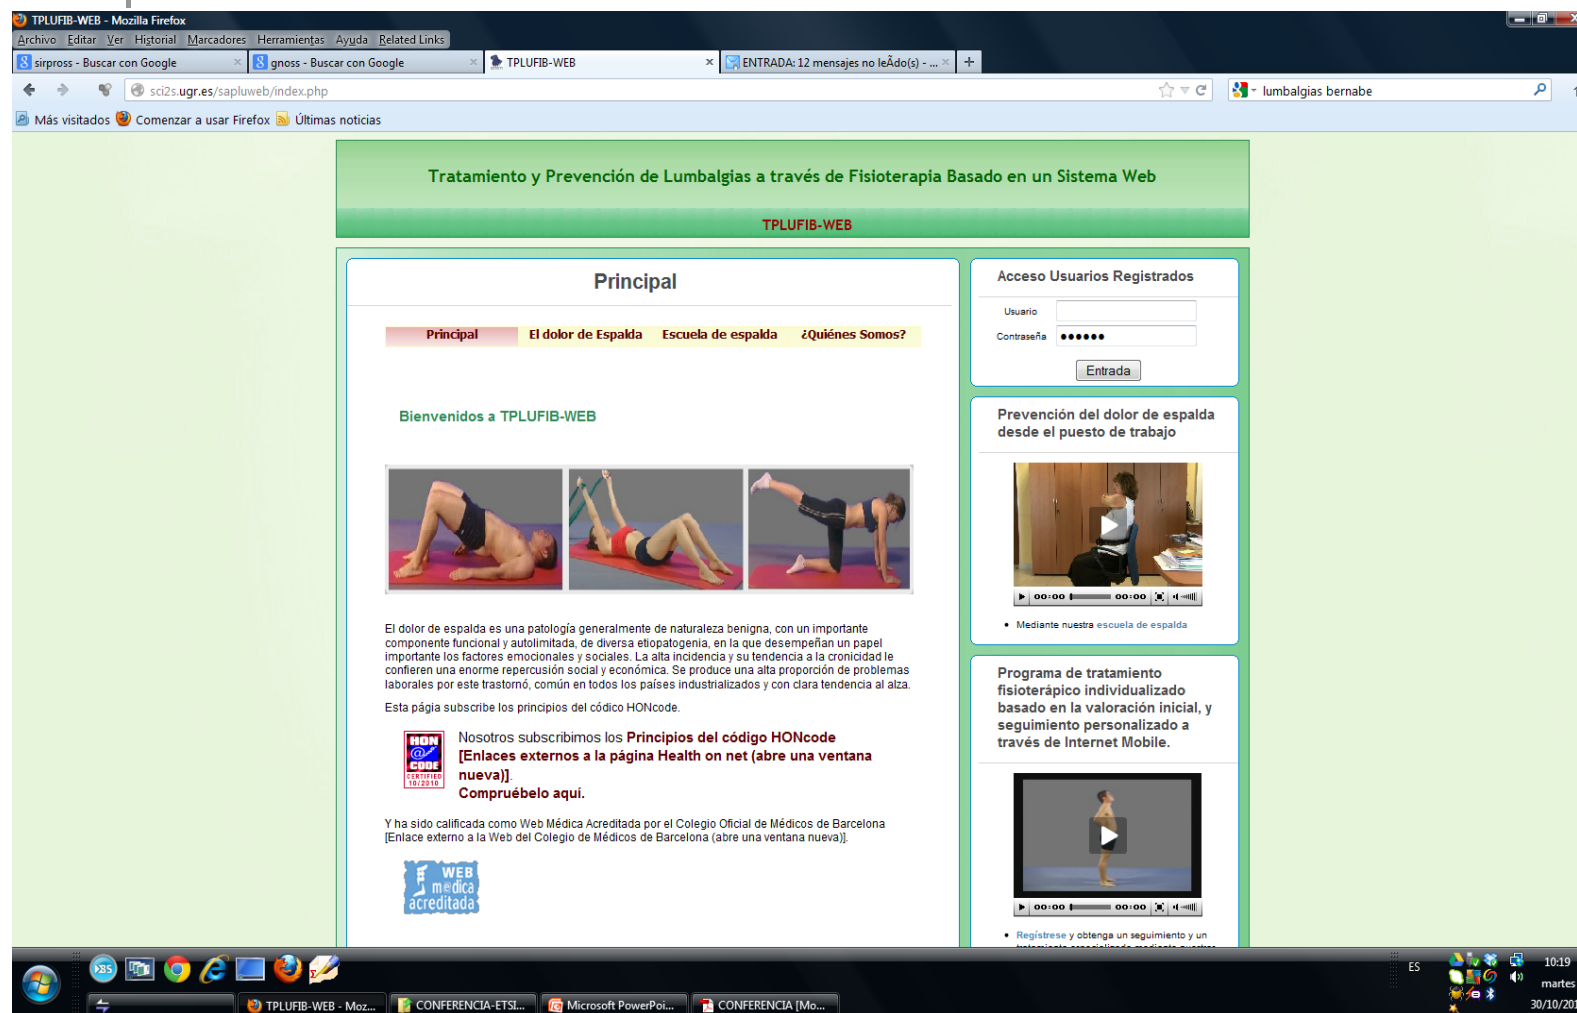 TPLUFIB-WEB - Mozilla Firefox
Archivo Editar Ver Historial Marcadores Herramientas Ayuda Related Links
sirpross - Buscar con Google
gnoss - Buscar con Google
TPLUFIB-WEB
ENTRADA: 12 mensajes no leÃ­do(s) - ...
sci2s.ugr.es/sapluweb/index.php
lumbalgias bernabe
Más visitados Comenzar a usar Firefox Últimas noticias
Tratamiento y Prevención de Lumbalgias a través de Fisioterapia Basado en un Sistema Web
TPLUFIB-WEB
Principal
Principal El dolor de Espalda Escuela de espalda ¿Quiénes Somos?
Bienvenidos a TPLUFIB-WEB
El dolor de espalda es una patología generalmente de naturaleza benigna, con un importante
componente funcional y autolimitada, de diversa etiopatogenia, en la que desempeñan un papel
importante los factores emocionales y sociales. La alta incidencia y su tendencia a la cronicidad le
confieren una enorme repercusión social y económica. Se produce una alta proporción de problemas
laborales por este trastornó, común en todos los países industrializados y con clara tendencia al alza.
Esta págia subscribe los principios del códico HONcode.
HON
@
CODE
CERTIFIED
10/2010
Nosotros subscribimos los Principios del código HONcode
[Enlaces externos a la página Health on net (abre una ventana
nueva)].
Compruébelo aquí.
Y ha sido calificada como Web Médica Acreditada por el Colegio Oficial de Médicos de Barcelona
[Enlace externo a la Web del Colegio de Médicos de Barcelona (abre una ventana nueva)].
WEB
m@dica
acreditada
Acceso Usuarios Registrados
Usuario
Contraseña ●●●●●●
Entrada
Prevención del dolor de espalda
desde el puesto de trabajo
00:00 00:00
Mediante nuestra escuela de espalda
Programa de tratamiento
fisioterápico individualizado
basado en la valoración inicial, y
seguimiento personalizado a
través de Internet Mobile.
00:00 00:00
Regístrese y obtenga un seguimiento y un
ES
10:19
martes
30/10/201
TPLUFIB-WEB - Moz...
CONFERENCIA-ETSI...
Microsoft PowerPoi...
CONFERENCIA [Mo...